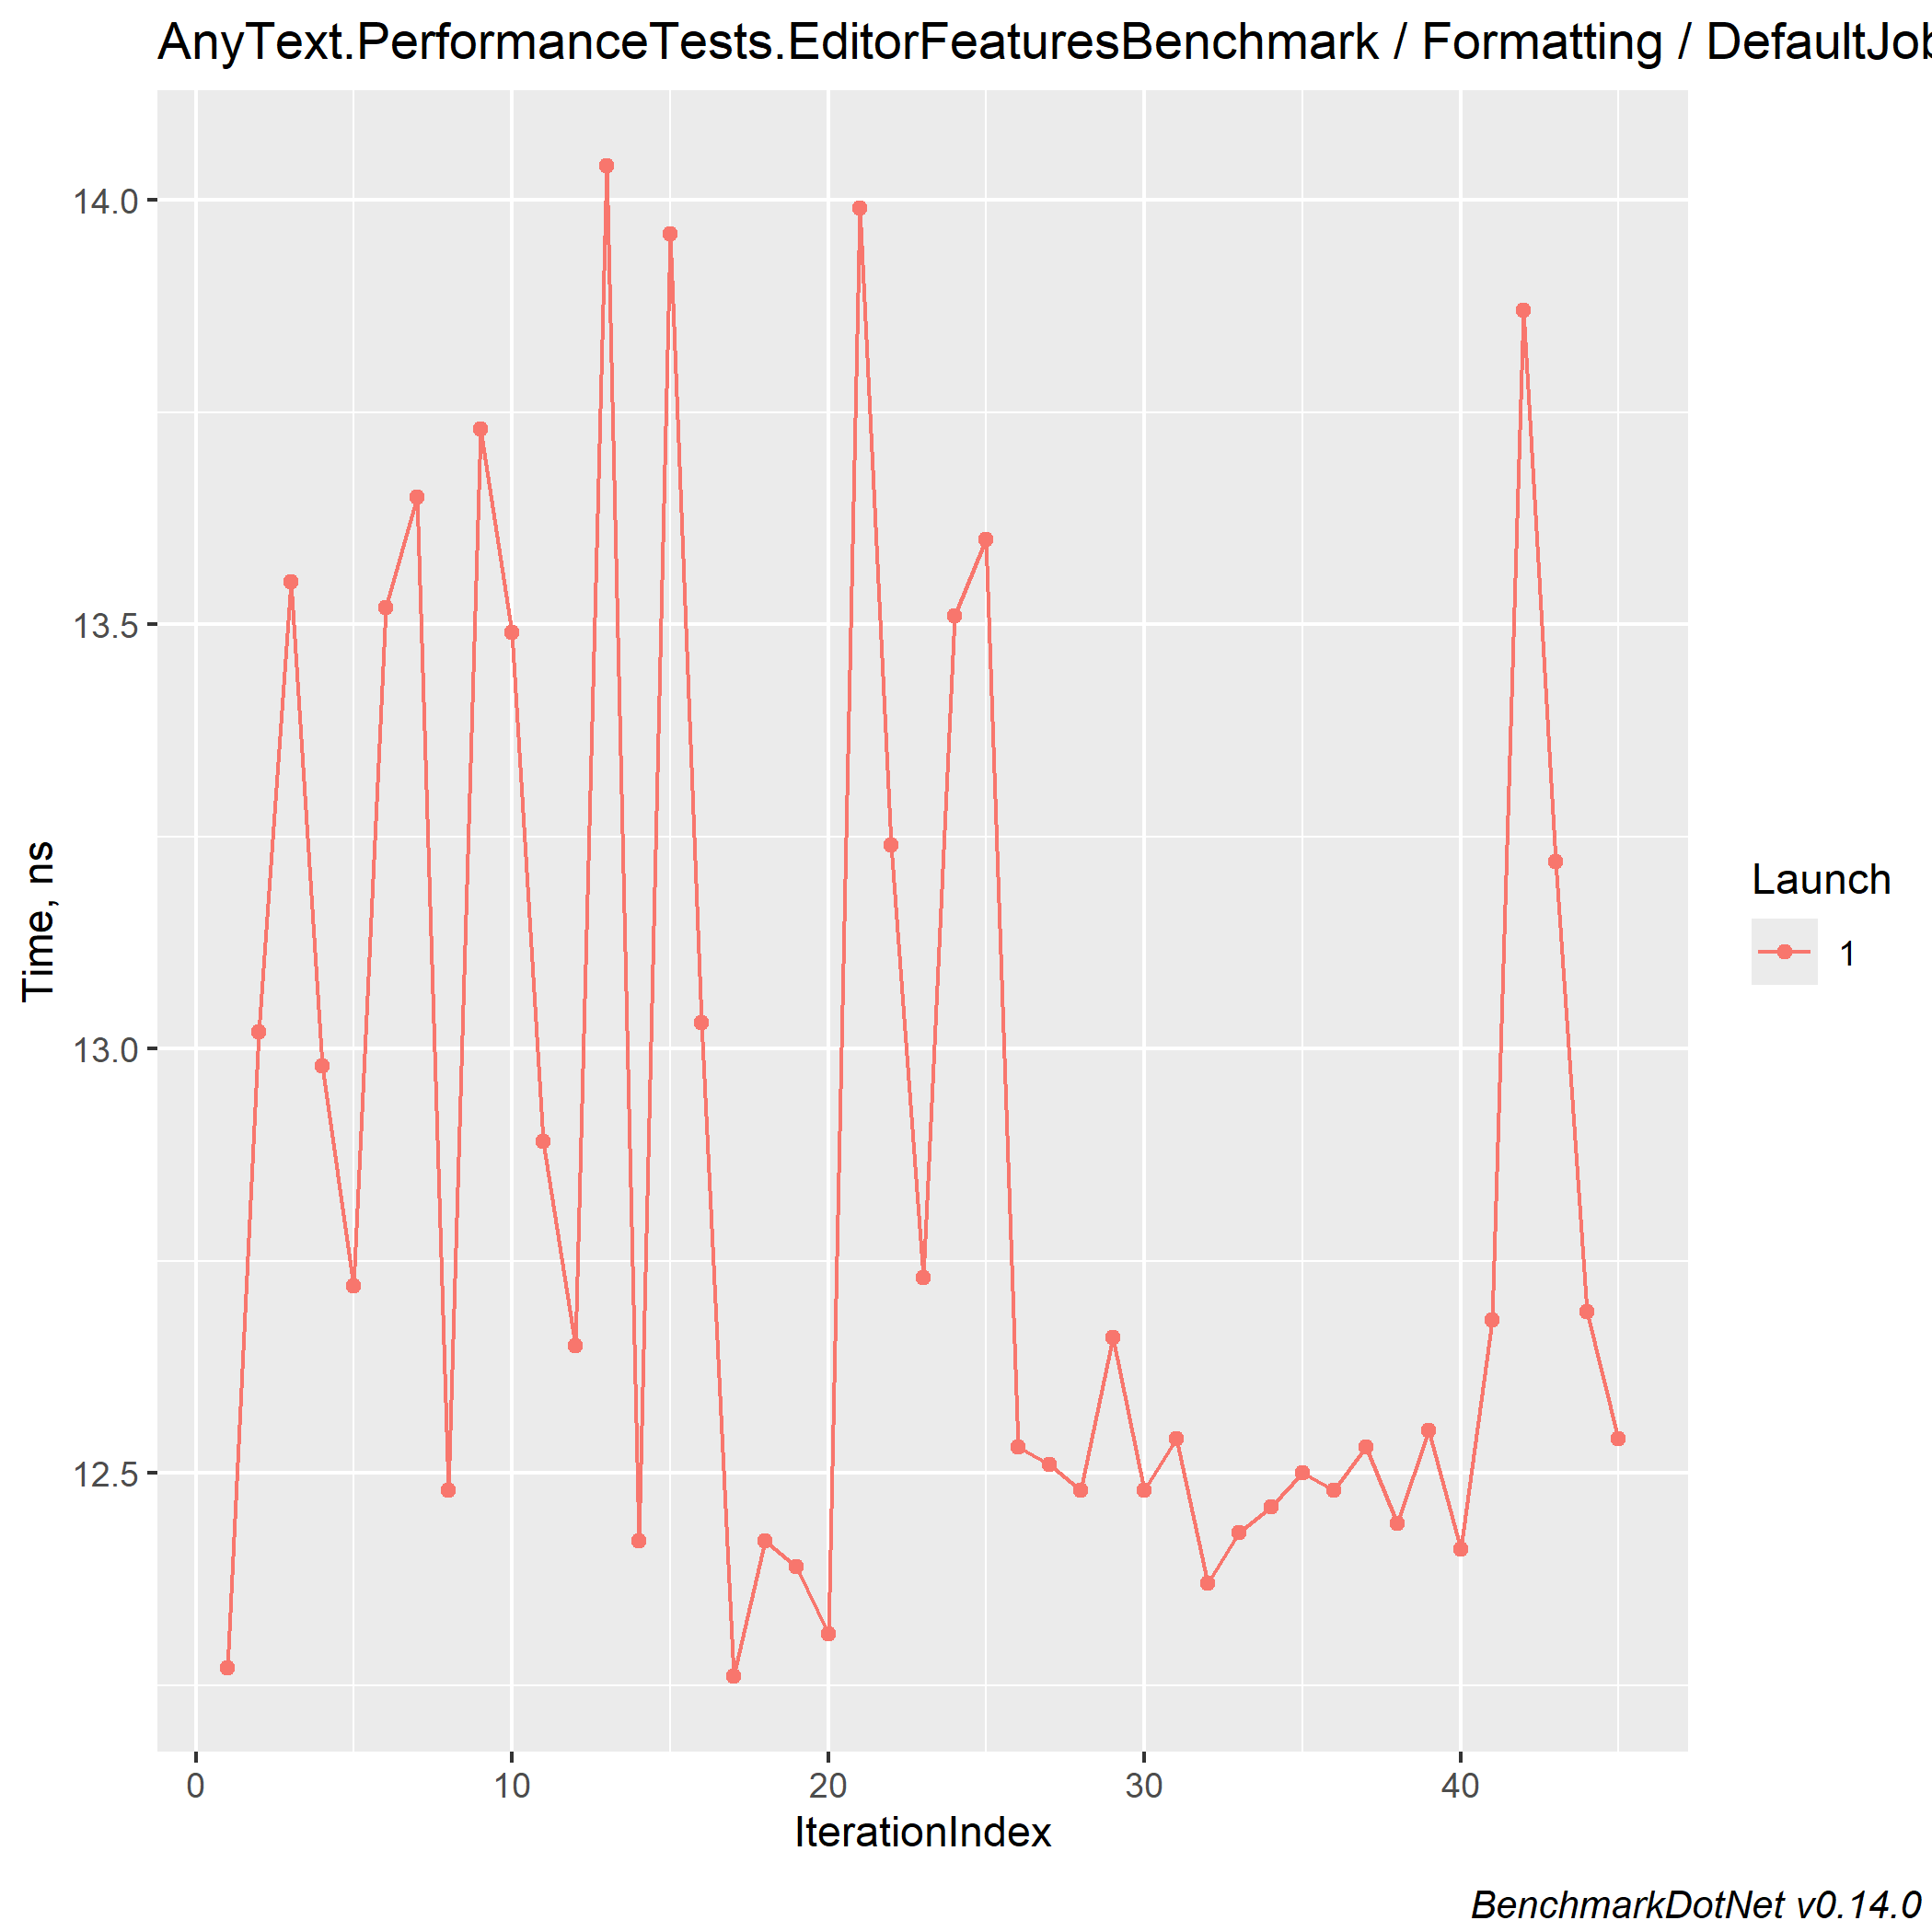 AnyText.PerformanceTests.EditorFeaturesBenchmark / Formatting / DefaultJob
14.0
13.5
13.0
12.5
Time, ns
0 10 20 30 40
IterationIndex
Launch
1
BenchmarkDotNet v0.14.0